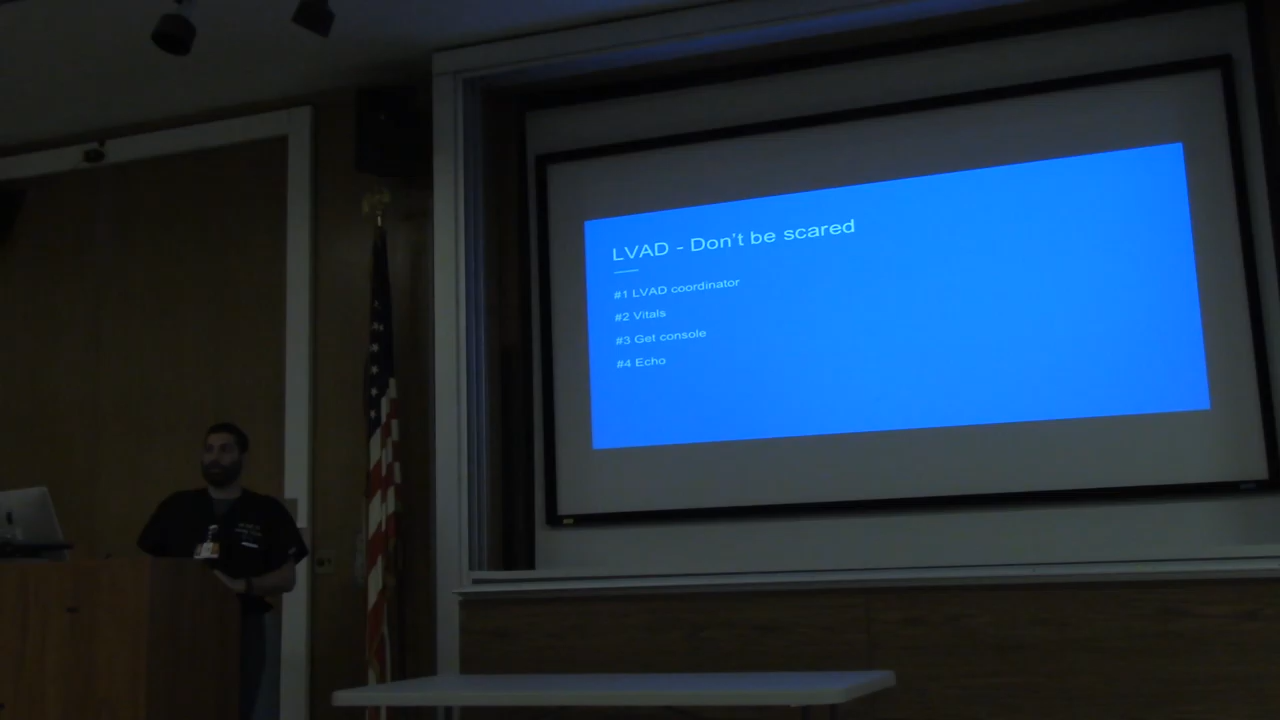 LVAD - Don't be scared
#1 LVAD coordinator
#2 Vitals
#3 Get console
#4 Echo